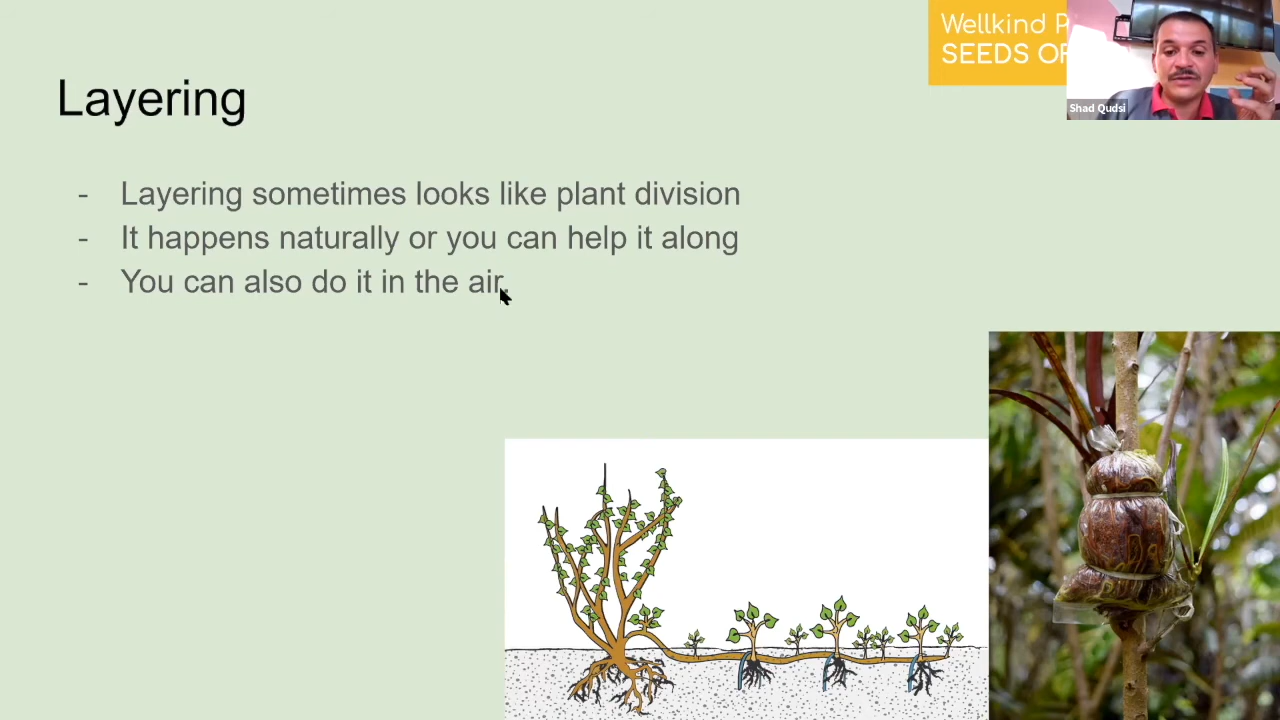 Wellkind
SEEDS
Shad Qudsi
Layering
- Layering sometimes looks like plant division
- It happens naturally or you can help it along
- You can also do it in the air.